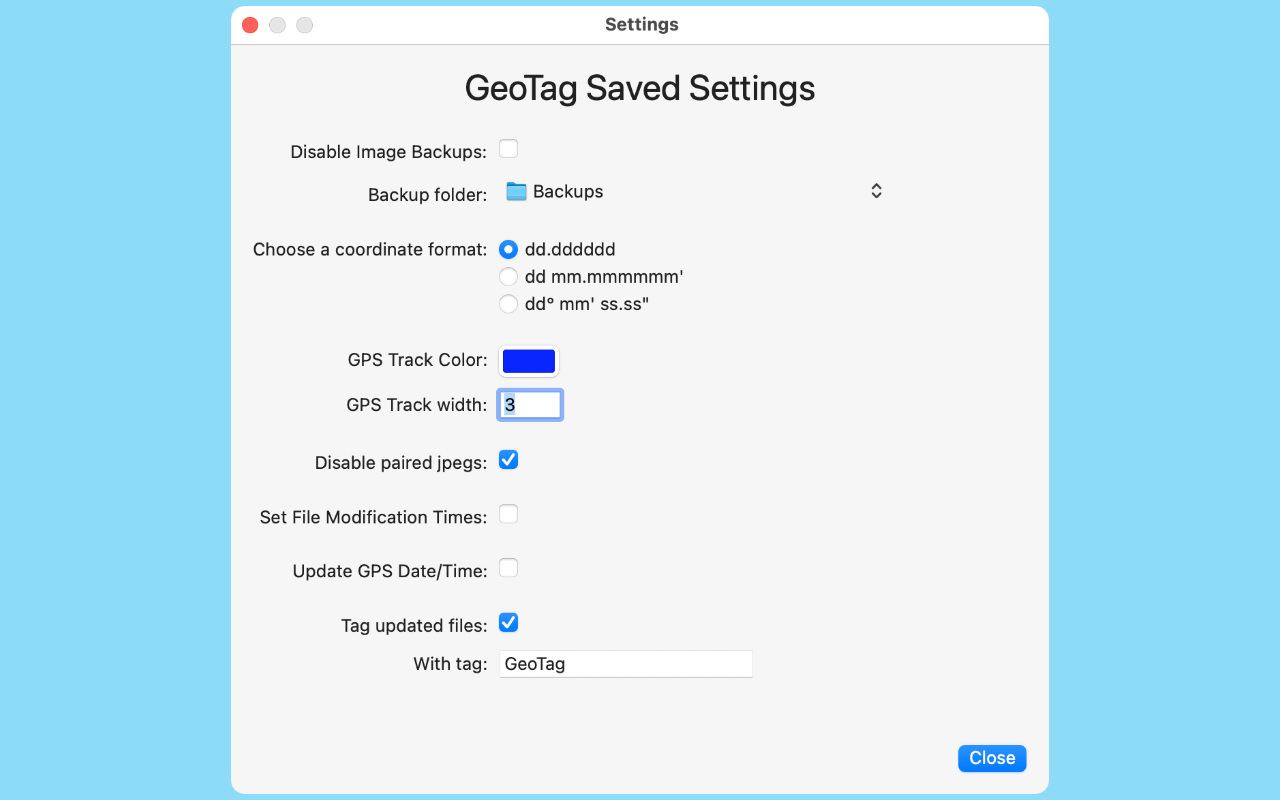 Settings
GeoTag Saved Settings
Disable Image Backups:
Backup folder: Backups
Choose a coordinate format: dd.dddddd
dd mm.mmmmmm'
dd° mm' ss.ss"
GPS Track Color:
GPS Track width: 3
Disable paired jpegs:
Set File Modification Times:
Update GPS Date/Time:
Tag updated files:
With tag: GeoTag
Close